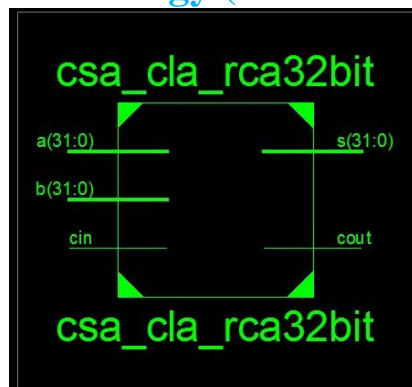 csa_cla_rca32bit
a(31:0)
s(31:0)
b(31:0)
cin
cout
csa_cla_rca32bit